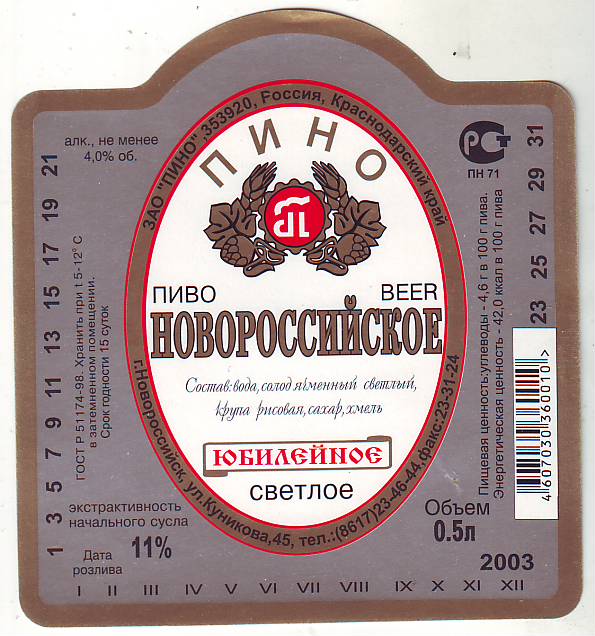 ЗАО "ПИНО", 353920, Россия, Краснодарский край
ПИНО
алк., не менее
4,0% об.
РСТ
ПН 71
ПИВО
BEER
НОВОРОССИЙСКОЕ
Состав: вода, солод ячменный светлый,
крупа рисовая, сахар, хмель
ЮБИЛЕЙНОЕ
светлое
г.Новороссийск, ул.Куникова,45, тел.:(8617)23-46-44,факс:23-31-24
ГОСТ Р 51174-98. Хранить при t 5-12° С
в затемненном помещении.
Срок годности 15 суток
Пищевая ценность:углеводы - 4,6 г в 100 г пива.
Энергетическая ценность - 42,0 ккал в 100 г пива
экстрактивность
начального сусла
11%
Дата
розлива
Объем
0.5л
2003
1 3 5 7 9 11 13 15 17 19 21
23 25 27 29 31
I II III IV V VI VII VIII IX X XI XII
4 607030 360010 >